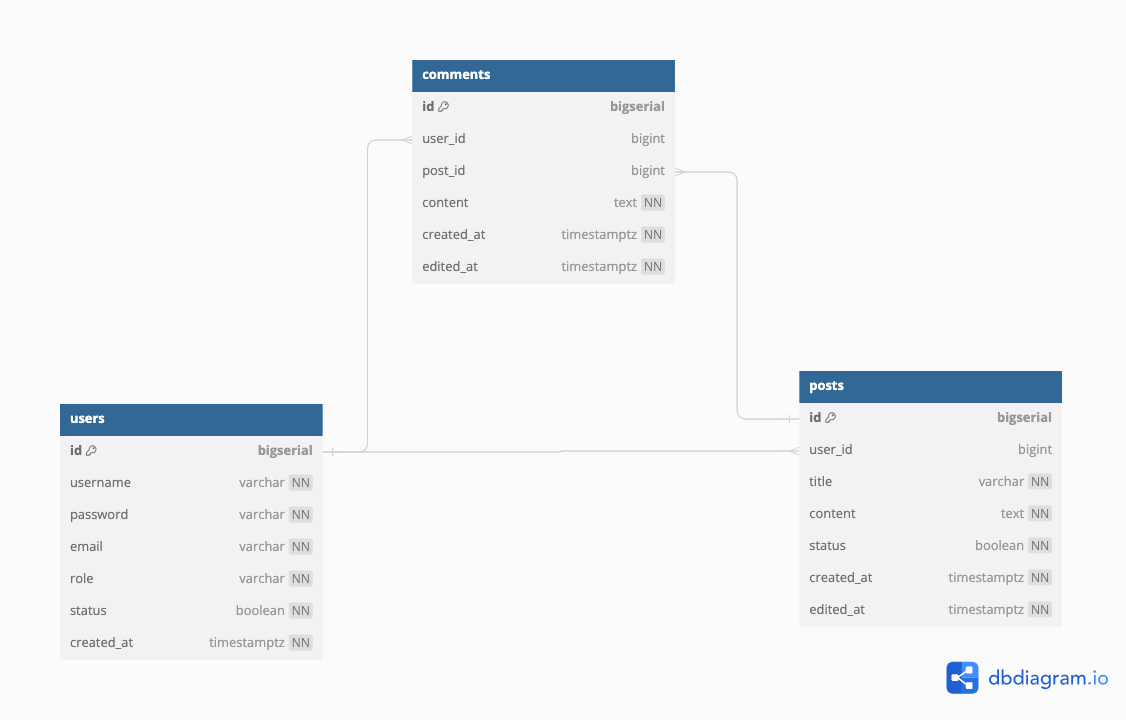 comments
id bigserial
user_id bigint
post_id bigint
content text NN
created_at timestamptz NN
edited_at timestamptz NN
users
id bigserial
username varchar NN
password varchar NN
email varchar NN
role varchar NN
status boolean NN
created_at timestamptz NN
posts
id bigserial
user_id bigint
title varchar NN
content text NN
status boolean NN
created_at timestamptz NN
edited_at timestamptz NN
dbdiagram.io